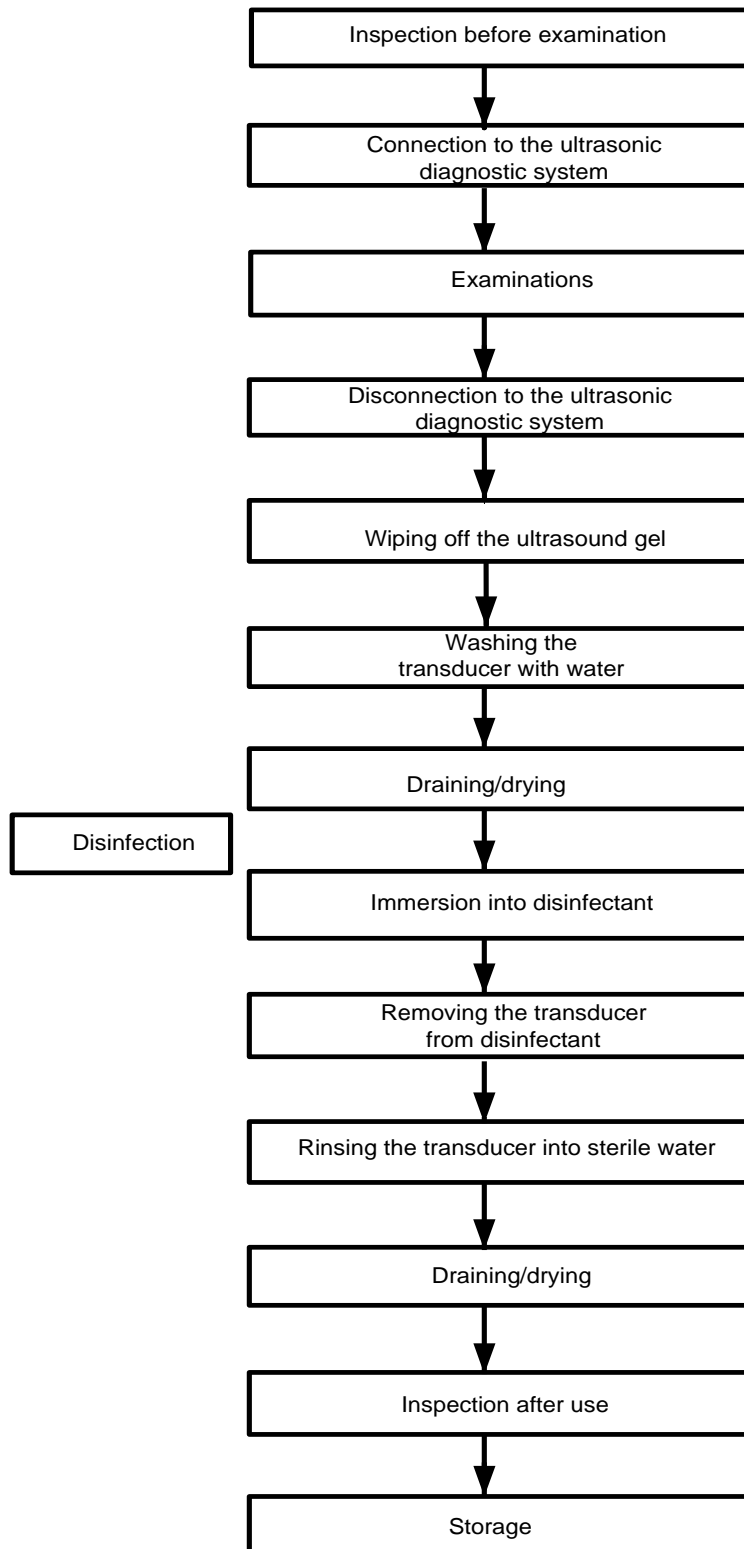 Inspection before examination
Connection to the ultrasonic
diagnostic system
Examinations
Disconnection to the ultrasonic
diagnostic system
Wiping off the ultrasound gel
Washing the
transducer with water
Draining/drying
Disinfection
Immersion into disinfectant
Removing the transducer
from disinfectant
Rinsing the transducer into sterile water
Draining/drying
Inspection after use
Storage